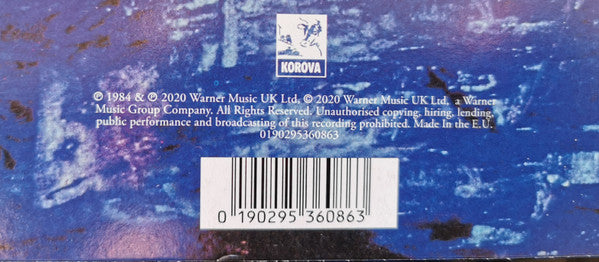 KOROVA
℗ 1984 & ℗ 2020 Warner Music UK Ltd. © 2020 Warner Music UK Ltd. a Warner
Music Group Company. All Rights Reserved. Unauthorised copying, hiring, lending,
public performance and broadcasting of this recording prohibited. Made In the E.U.
0190295360863
0 190295 360863